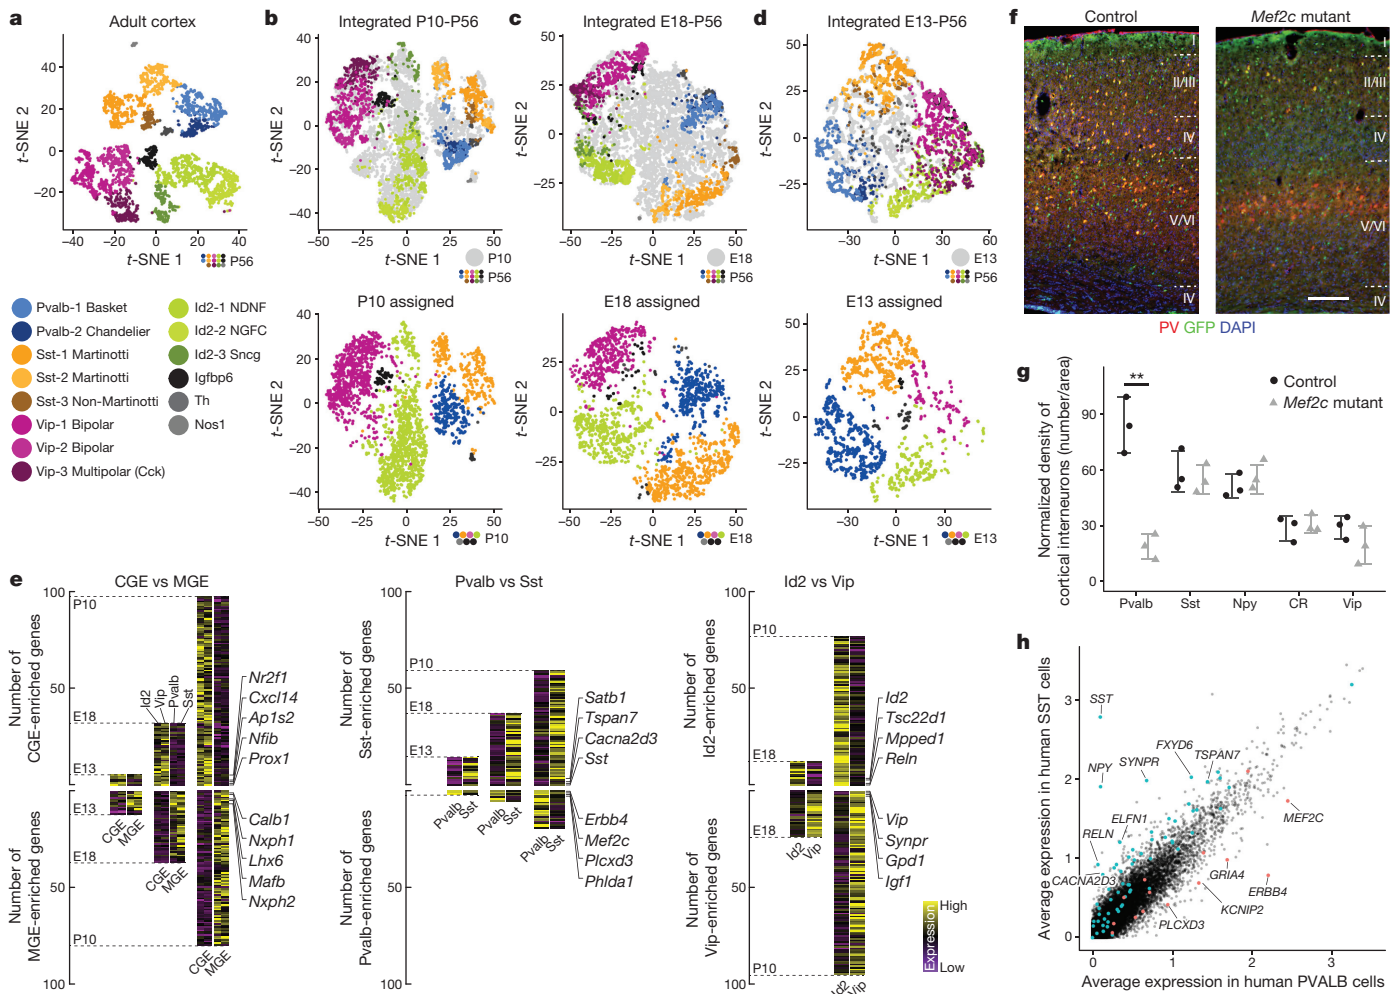 a
Adult cortex
t-SNE 2
40
20
0
−20
−40
−20
0
20
40
t-SNE 1
P56
b
Integrated P10-P56
t-SNE 2
40
20
0
−20
−40
−50
−25
0
25
50
t-SNE 1
P10
P56
c
Integrated E18-P56
t-SNE 2
50
25
0
−25
−50
−25
0
25
50
t-SNE 1
E18
P56
d
Integrated E13-P56
t-SNE 2
50
25
0
−25
−30
0
30
60
t-SNE 1
E13
P56
Pvalb-1 Basket
Pvalb-2 Chandelier
Sst-1 Martinotti
Sst-2 Martinotti
Sst-3 Non-Martinotti
Vip-1 Bipolar
Vip-2 Bipolar
Vip-3 Multipolar (Cck)
Id2-1 NDNF
Id2-2 NGFC
Id2-3 Sncg
Igfbp6
Th
Nos1
P10 assigned
t-SNE 2
40
20
0
−20
−40
−50
−25
0
25
50
t-SNE 1
P10
E18 assigned
t-SNE 2
25
0
−25
−50
−25
0
25
50
t-SNE 1
E18
E13 assigned
t-SNE 2
50
25
0
−25
−30
0
30
t-SNE 1
E13
e
CGE vs MGE
Number of
CGE-enriched genes
Number of
MGE-enriched genes
100
50
50
100
P10
E18
E13
E13
E18
P10
Id2
Vip
Pvalb
Sst
CGE
MGE
CGE
MGE
CGE
MGE
Nr2f1
Cxcl14
Ap1s2
Nfib
Prox1
Calb1
Nxph1
Lhx6
Mafb
Nxph2
Pvalb vs Sst
Number of
Sst-enriched genes
Number of
Pvalb-enriched genes
100
50
50
100
P10
E18
E13
Pvalb
Sst
Pvalb
Sst
Pvalb
Sst
Satb1
Tspan7
Cacna2d3
Sst
Erbb4
Mef2c
Plcxd3
Phlda1
Id2 vs Vip
Number of
Id2-enriched genes
Number of
Vip-enriched genes
100
50
50
100
P10
E18
E18
P10
Id2
Vip
Id2
Vip
Id2
Tsc22d1
Mpped1
Reln
Vip
Synpr
Gpd1
Igf1
Expression
High
Low
f
Control
I
II/III
IV
V/VI
IV
Mef2c mutant
I
II/III
IV
V/VI
IV
PV GFP DAPI
g
Normalized density of
cortical interneurons (number/area)
90
60
30
0
**
Control
Mef2c mutant
Pvalb
Sst
Npy
CR
Vip
h
Average expression in human SST cells
3
2
1
0
0
1
2
3
Average expression in human PVALB cells
SST
NPY
SYNPR
FXYD6
TSPAN7
ELFN1
RELN
CACNA2D3
MEF2C
GRIA4
ERBB4
KCNIP2
PLCXD3